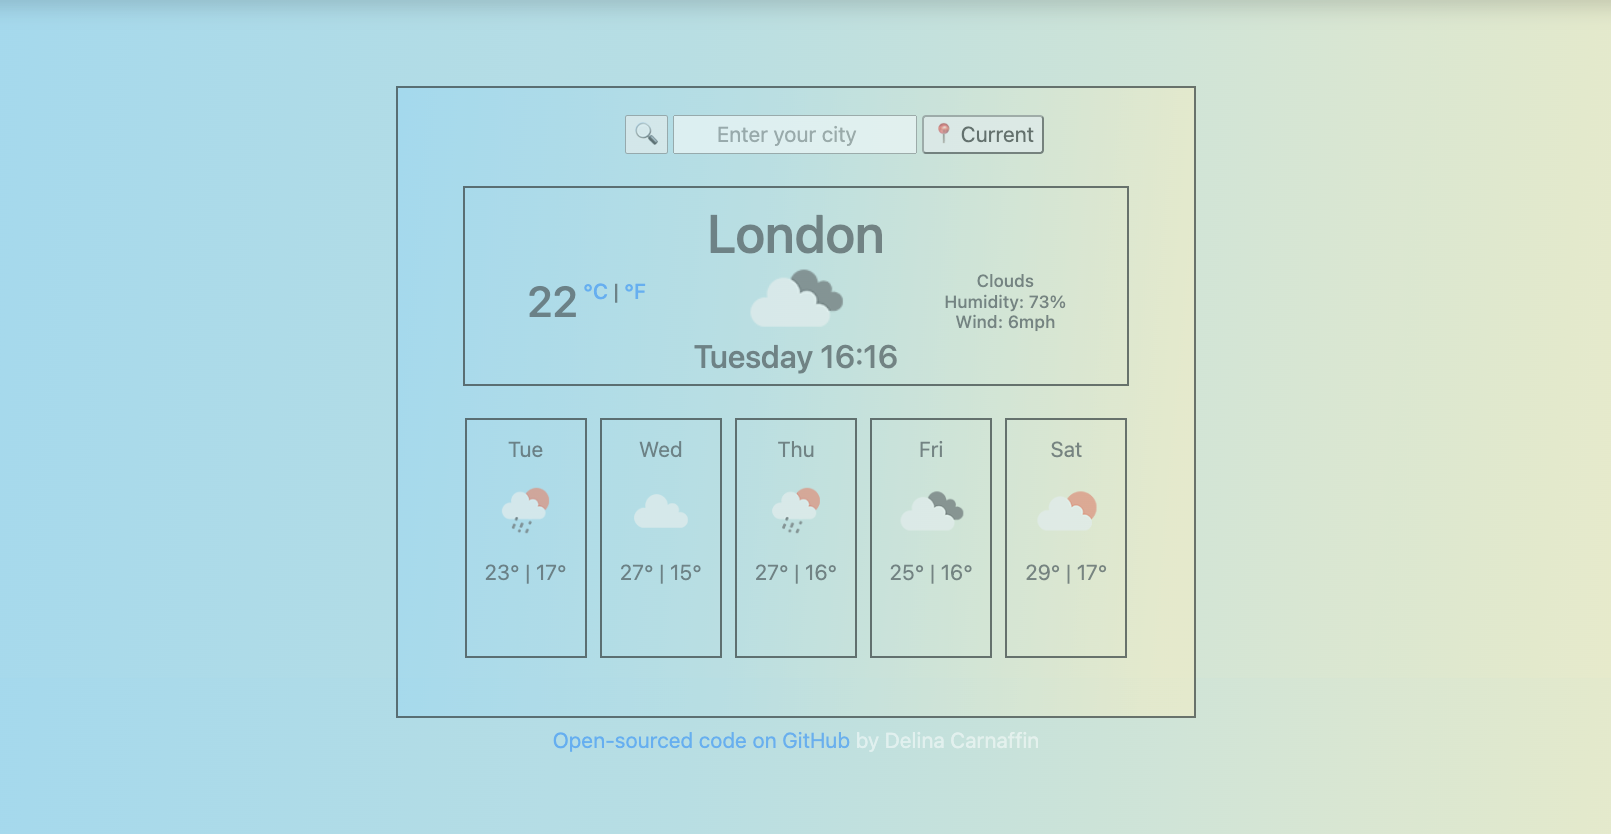 Enter your city
Current
London
22 °C | °F
Clouds
Humidity: 73%
Wind: 6mph
Tuesday 16:16
Tue
23° | 17°
Wed
27° | 15°
Thu
27° | 16°
Fri
25° | 16°
Sat
29° | 17°
Open-sourced code on GitHub by Delina Carnaffin